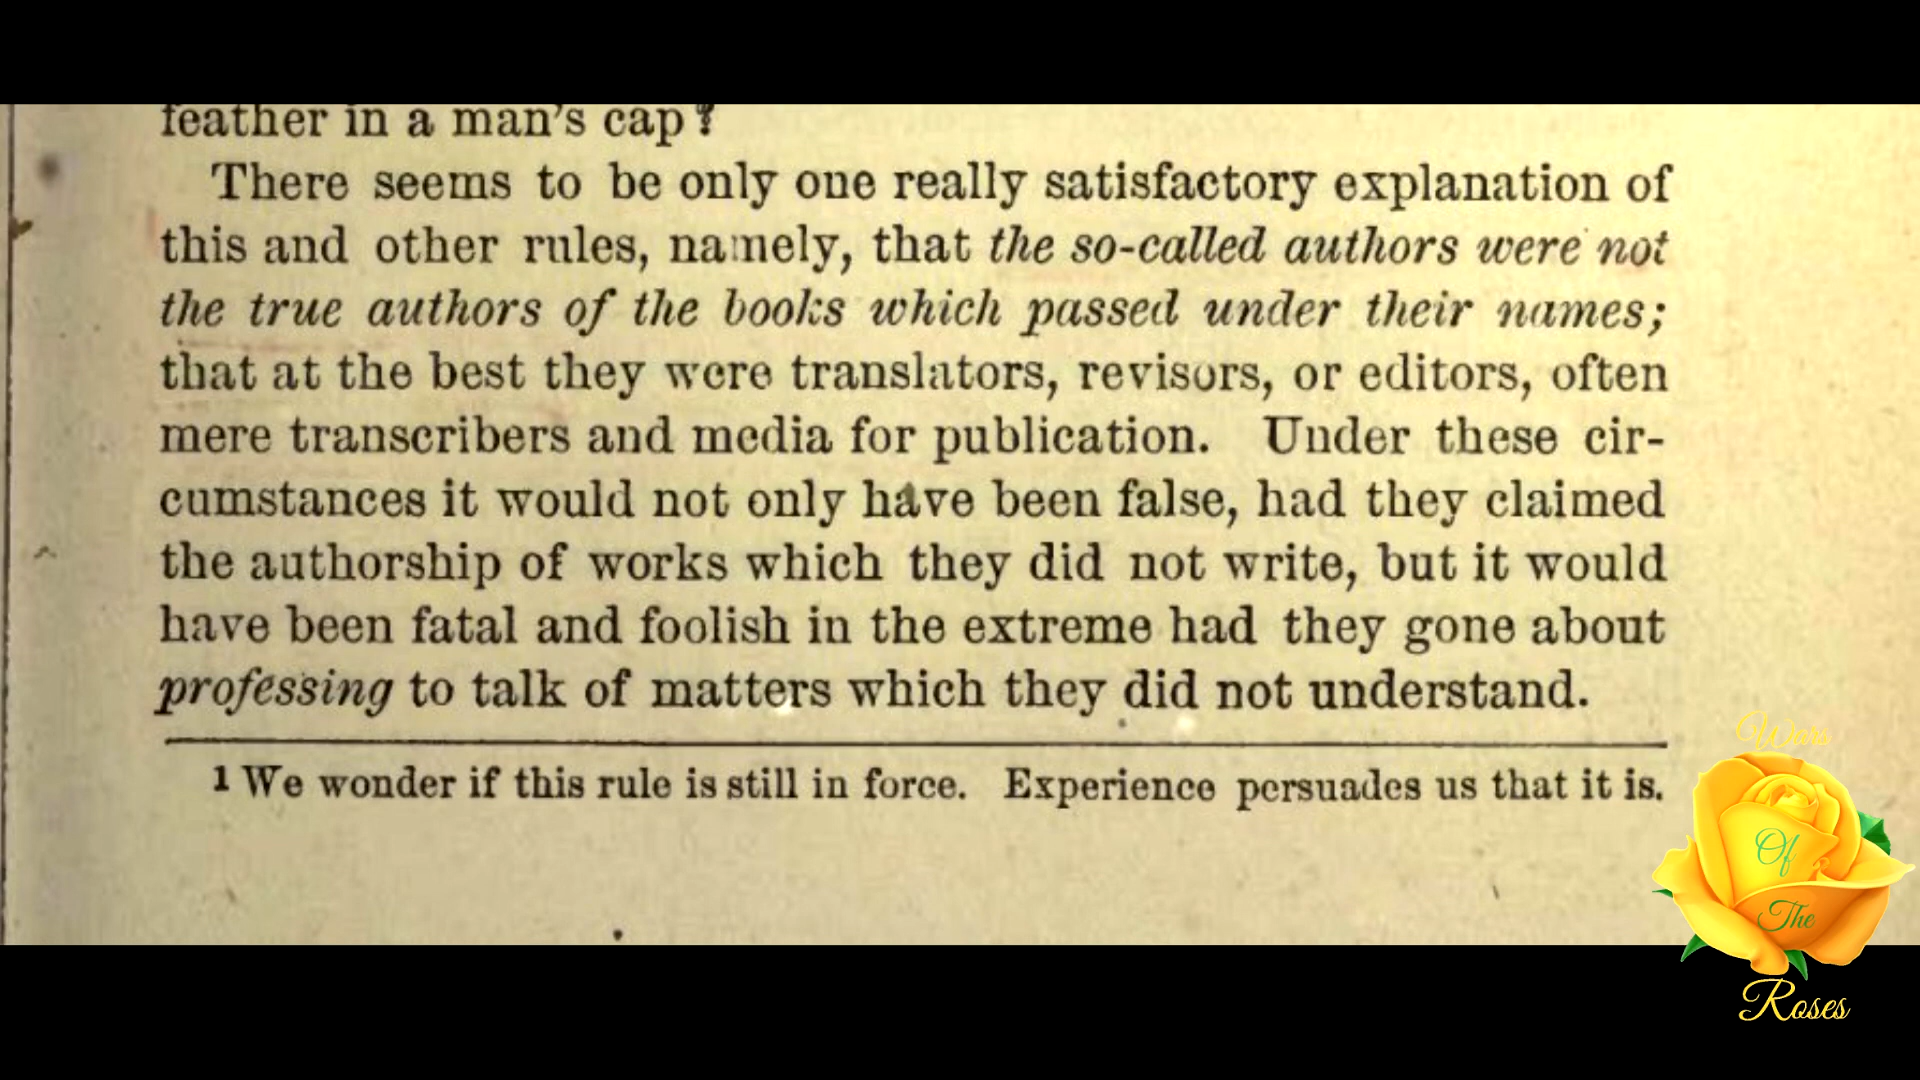 feather in a man's cap?
There seems to be only one really satisfactory explanation of
this and other rules, namely, that the so-called authors were not
the true authors of the books which passed under their names;
that at the best they were translators, revisors, or editors, often
mere transcribers and media for publication. Under these cir-
cumstances it would not only have been false, had they claimed
the authorship of works which they did not write, but it would
have been fatal and foolish in the extreme had they gone about
professing to talk of matters which they did not understand.
1 We wonder if this rule is still in force. Experience persuades us that it is.
Wars
Of
The
Roses